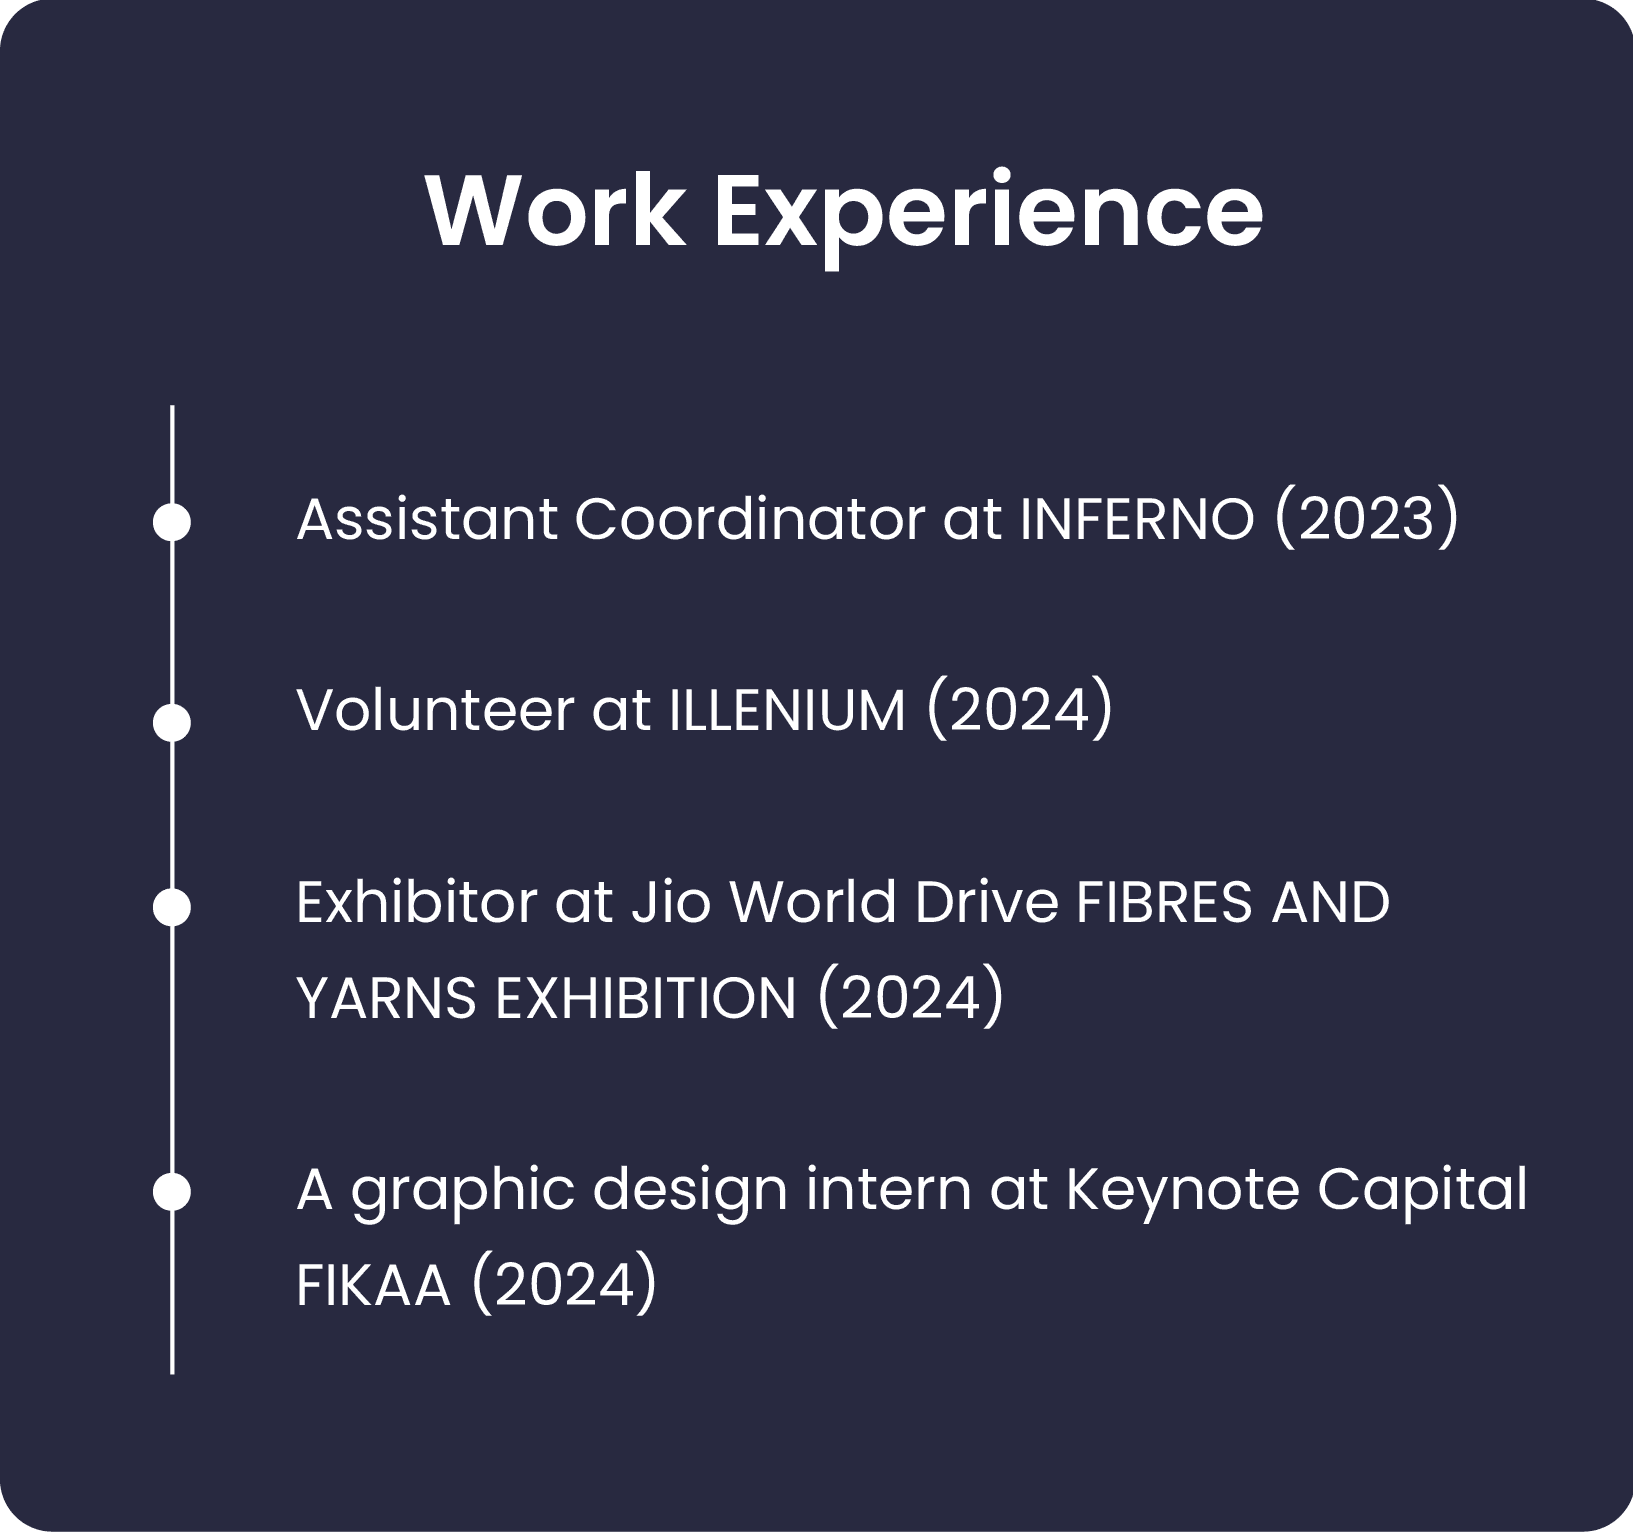 Work Experience
Assistant Coordinator at INFERNO (2023)
Volunteer at ILLENIUM (2024)
Exhibitor at Jio World Drive FIBRES AND
YARNS EXHIBITION (2024)
A graphic design intern at Keynote Capital
FIKAA (2024)